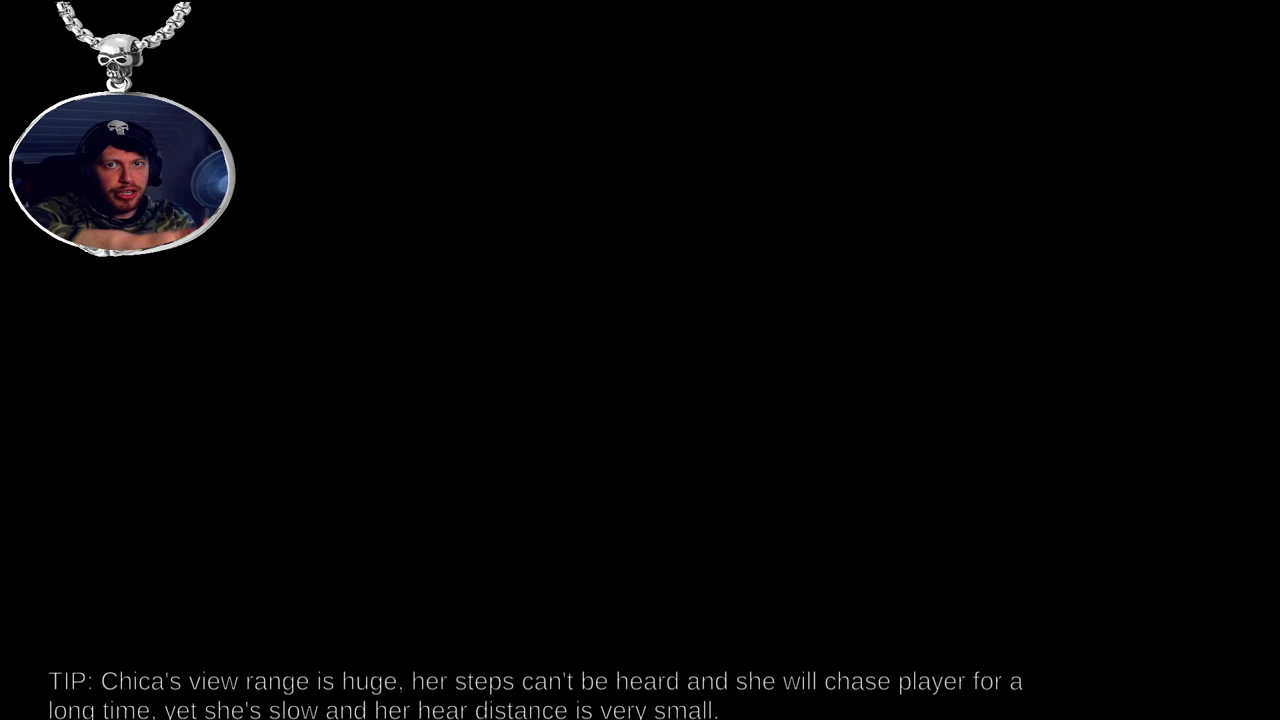 TIP: Chica's view range is huge, her steps can't be heard and she will chase player for a
long time, yet she's slow and her hear distance is very small.